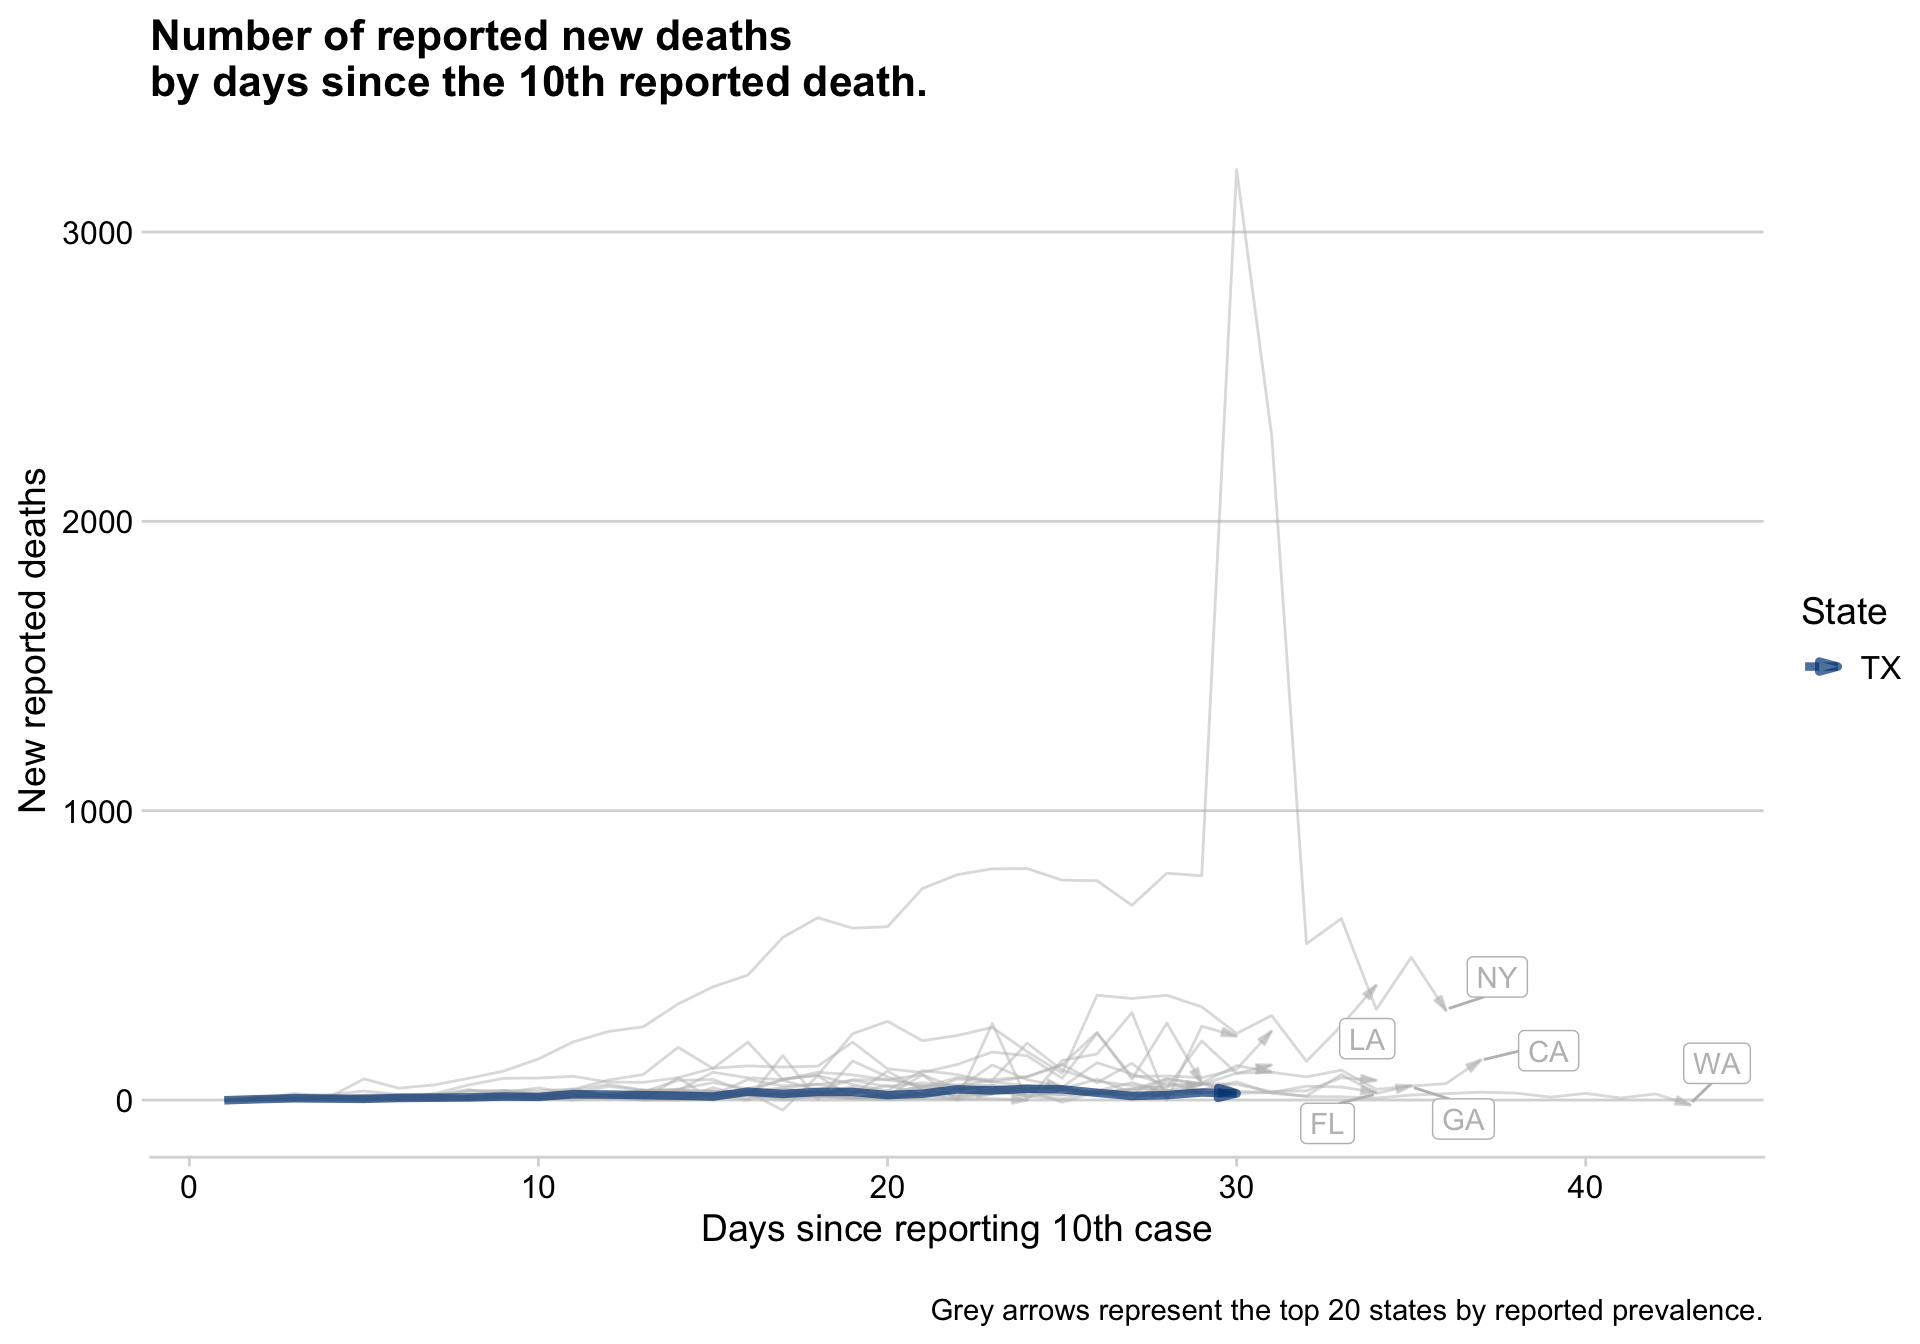 Number of reported new deaths
by days since the 10th reported death.
New reported deaths
3000
2000
1000
0
NY
LA
CA
WA
FL
GA
0 10 20 30 40
Days since reporting 10th case
State
TX
Grey arrows represent the top 20 states by reported prevalence.